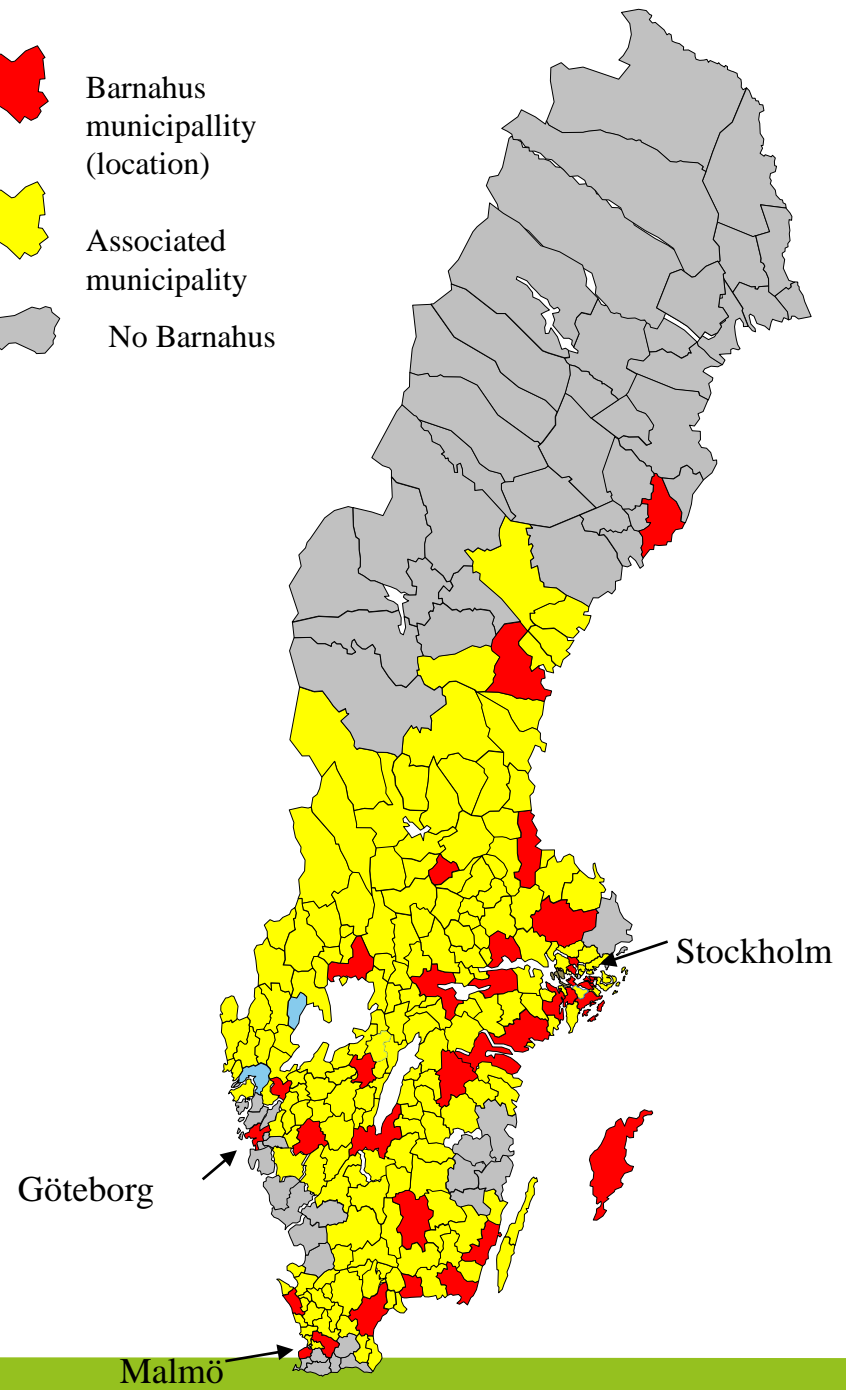 Barnahus
municipallity
(location)
Associated
municipality
No Barnahus
Stockholm
Göteborg
Malmö